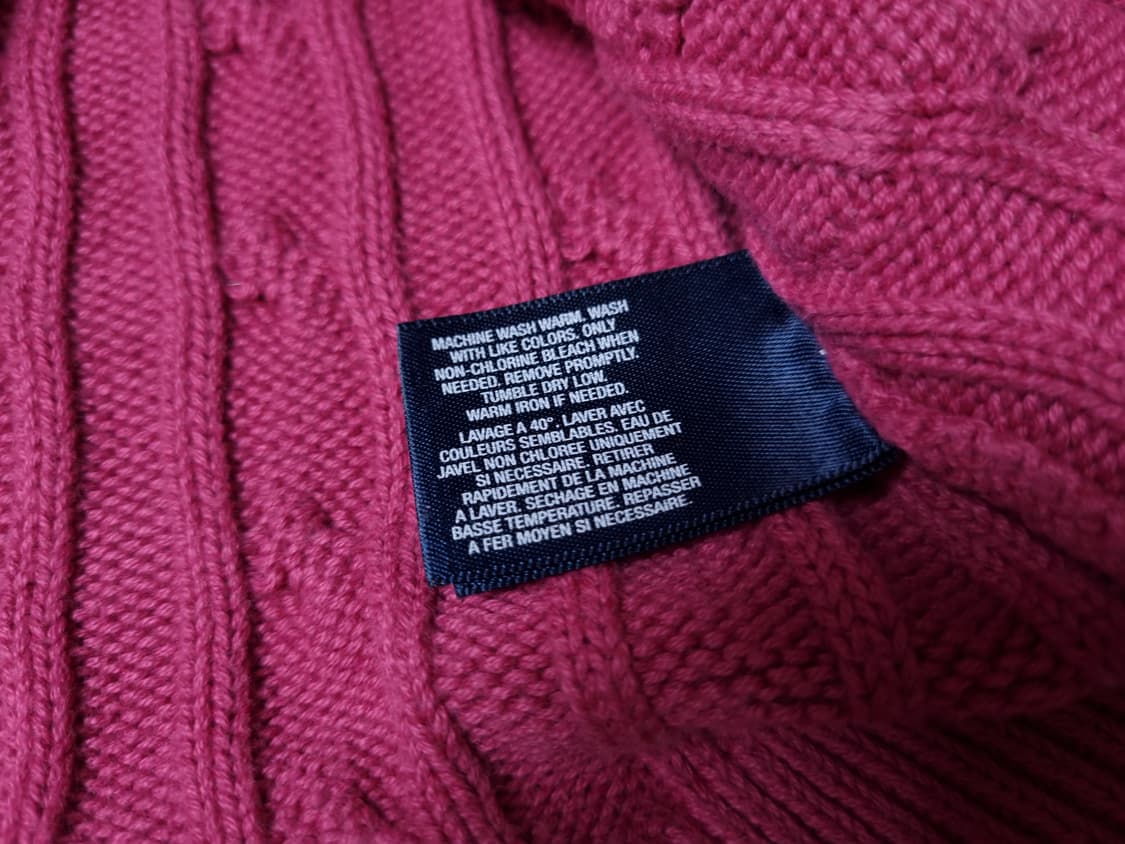 MACHINE WASH WARM. WASH
WITH LIKE COLORS. ONLY
NON-CHLORINE BLEACH WHEN
NEEDED. REMOVE PROMPTLY.
TUMBLE DRY LOW.
WARM IRON IF NEEDED.
LAVAGE A 40°. LAVER AVEC
COULEURS SEMBLABLES. EAU DE
JAVEL NON CHLOREE UNIQUEMENT
SI NECESSAIRE. RETIRER
RAPIDEMENT DE LA MACHINE
A LAVER. SECHAGE EN MACHINE
BASSE TEMPERATURE. REPASSER
A FER MOYEN SI NECESSAIRE.